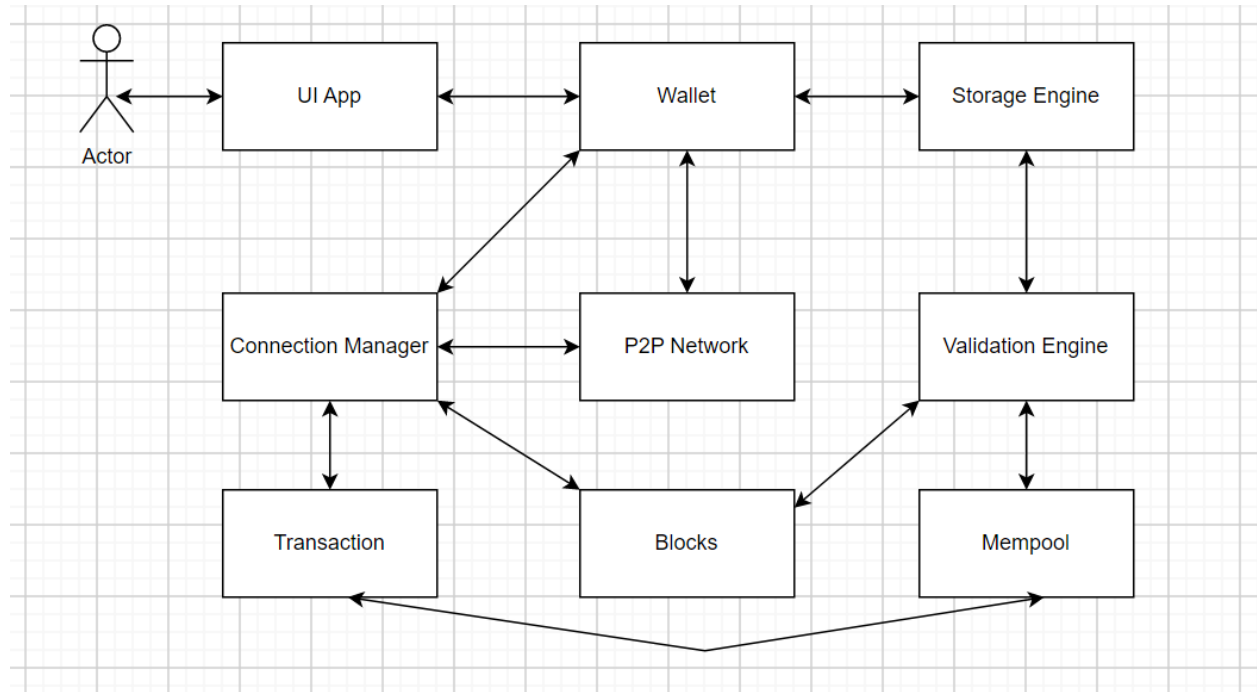 UI App
Wallet
Storage Engine
Actor
Connection Manager
P2P Network
Validation Engine
Transaction
Blocks
Mempool